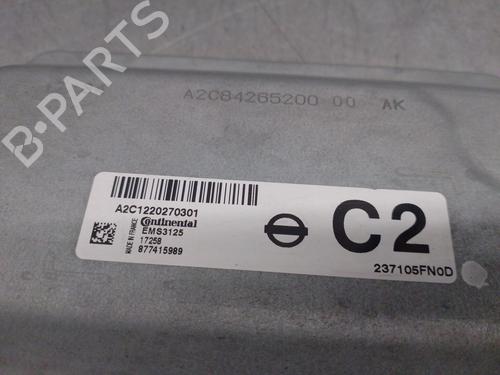 B-PARTS
A2C84265200 00 AK
A2C1220270301
MADE IN FRANCE
Continental
EMS3125
17258
877415989
C2
237105FN0D